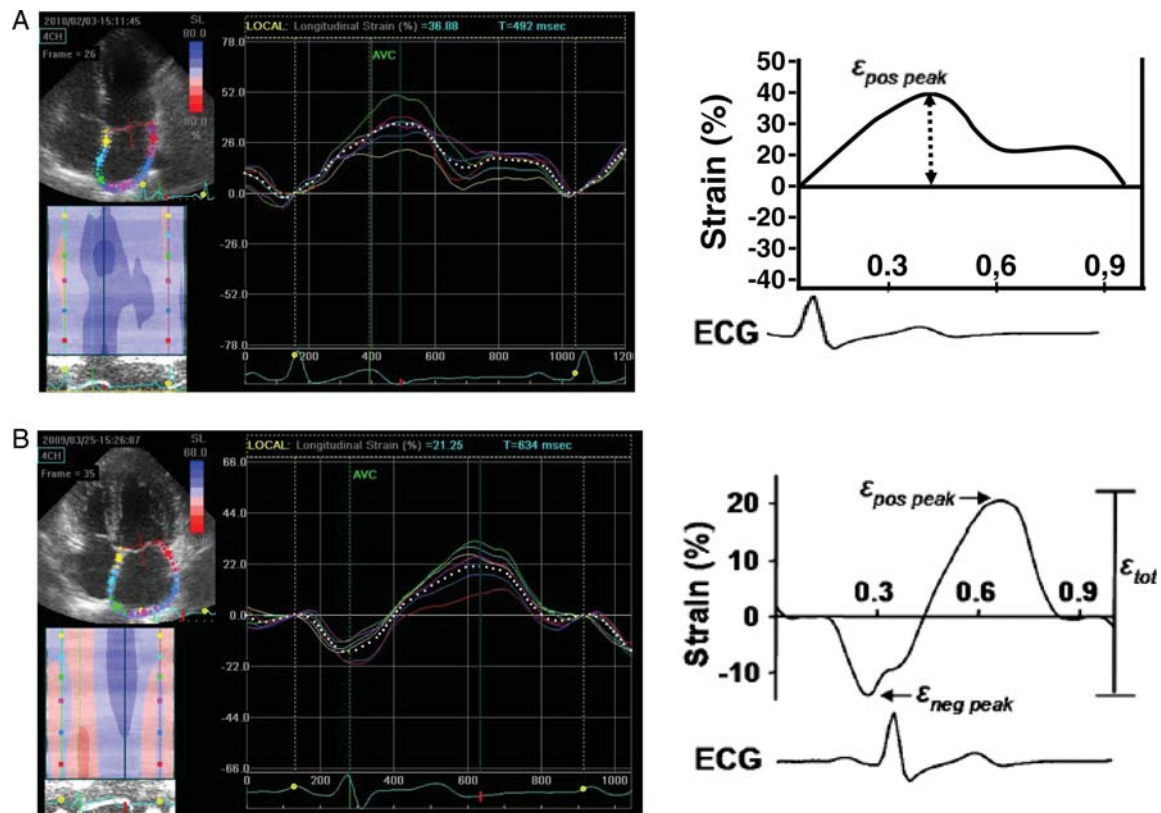 A
2010/02/03-15:11:45
4CH
Frame = 26
SL
80.0
80.0
%
LOCAL: Longitudinal Strain (%) =36.88 T=492 msec
AVC
78.0
52.0
26.0
0.0
-26.0
-52.0
-78.0
0 200 400 600 800 1000 120
ε pos peak
Strain (%)
50
40
30
20
10
0
-10
-20
-30
-40
0.3 0,6 0,9
ECG
B
2009/03/25-15:26:07
4CH
Frame = 35
SL
60.0
LOCAL: Longitudinal Strain (%) =21.25 T=634 msec
AVC
66.0
44.0
22.0
0.0
-22.0
-44.0
-66.0
0 200 400 600 800 1000
ε pos peak
Strain (%)
20
10
0
-10
0.3 0.6 0.9
ε tot
ε neg peak
ECG